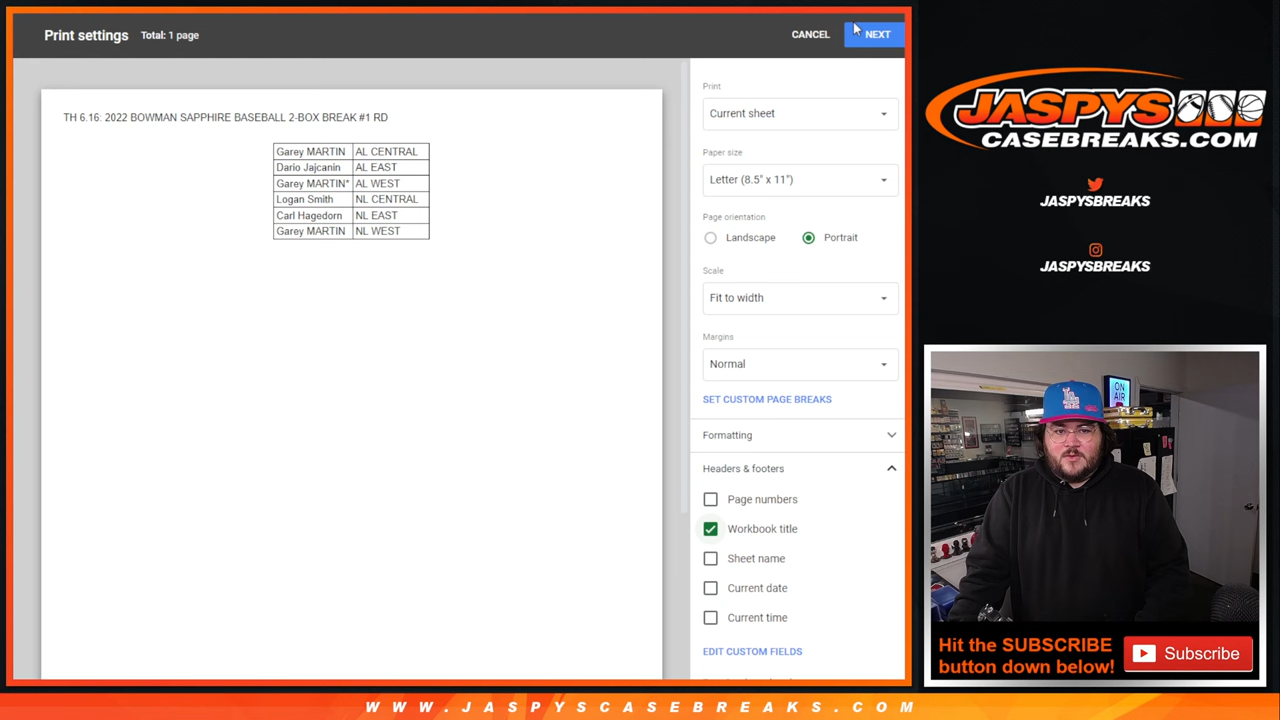 Print settings Total: 1 page CANCEL NEXT
TH 6.16: 2022 BOWMAN SAPPHIRE BASEBALL 2-BOX BREAK #1 RD
Garey MARTIN AL CENTRAL
Dario Jajcanin AL EAST
Garey MARTIN* AL WEST
Logan Smith NL CENTRAL
Carl Hagedorn NL EAST
Garey MARTIN NL WEST
Print
Current sheet
Paper size
Letter (8.5" x 11")
Page orientation
Landscape Portrait
Scale
Fit to width
Margins
Normal
SET CUSTOM PAGE BREAKS
Formatting
Headers & footers
Page numbers
Workbook title
Sheet name
Current date
Current time
EDIT CUSTOM FIELDS
JASPYS
CASEBREAKS.COM
JASPYSBREAKS
JASPYSBREAKS
ON
AIR
LA
Hit the SUBSCRIBE
button down below!
Subscribe
WWW.JASPYSCASEBREAKS.COM